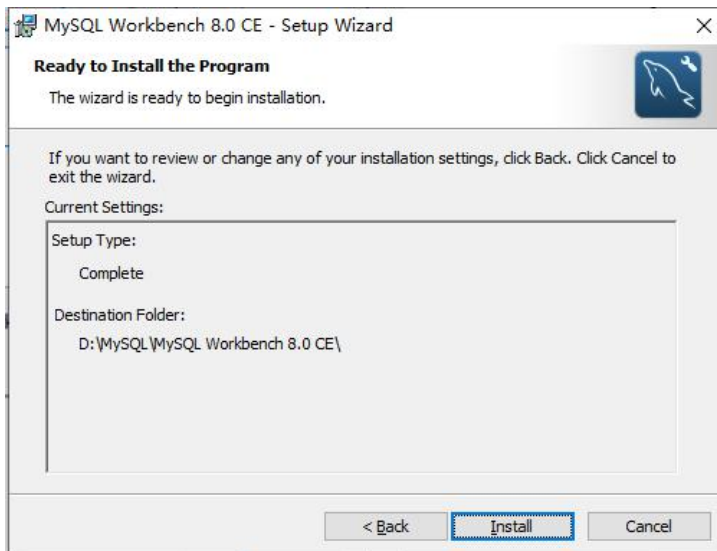 MySQL Workbench 8.0 CE - Setup Wizard
Ready to Install the Program
The wizard is ready to begin installation.
If you want to review or change any of your installation settings, click Back. Click Cancel to
exit the wizard.
Current Settings:
Setup Type:
Complete
Destination Folder:
D:\MySQL\MySQL Workbench 8.0 CE\
< Back
Install
Cancel